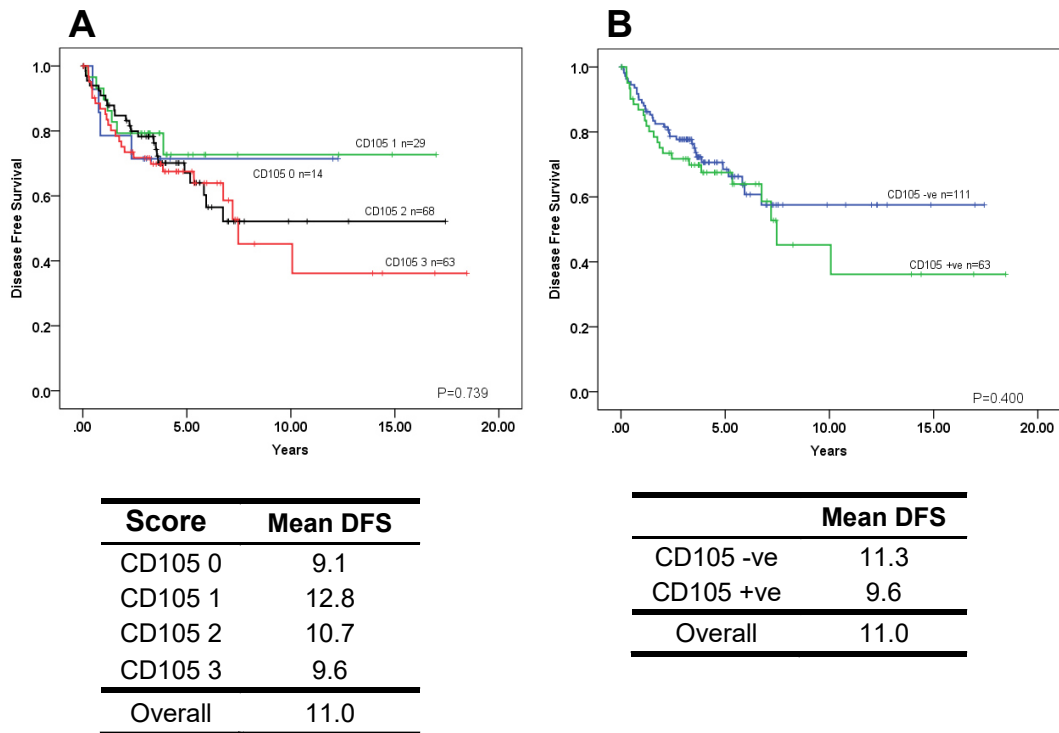 A
Disease Free Survival
1.0
0.8
0.6
0.4
0.2
0.0
CD105 1 n=29
CD105 0 n=14
CD105 2 n=68
CD105 3 n=63
P=0.739
.00 5.00 10.00 15.00 20.00
Years
B
Disease Free Survival
1.0
0.8
0.6
0.4
0.2
0.0
CD105 -ve n=111
CD105 +ve n=63
P=0.400
.00 5.00 10.00 15.00 20.00
Years
Score Mean DFS
CD105 0 9.1
CD105 1 12.8
CD105 2 10.7
CD105 3 9.6
Overall 11.0
Mean DFS
CD105 -ve 11.3
CD105 +ve 9.6
Overall 11.0